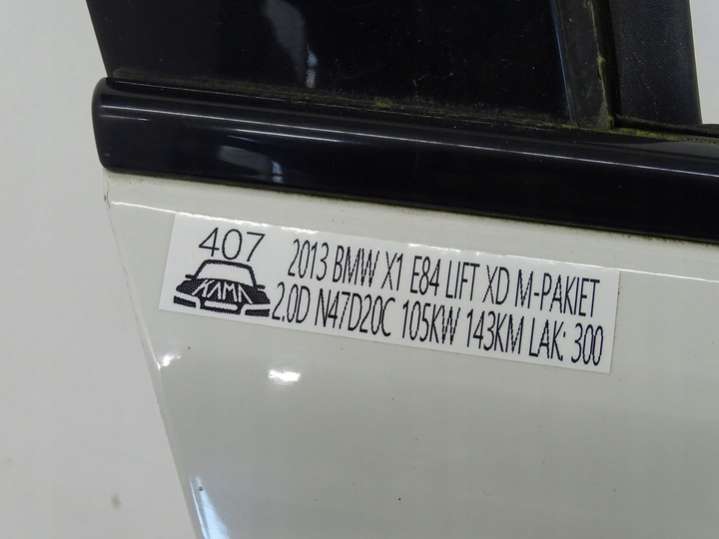 407
KAMA
2013 BMW X1 E84 LIFT XD M-PAKIET
2.0D N47D20C 105KW 143KM LAK: 300